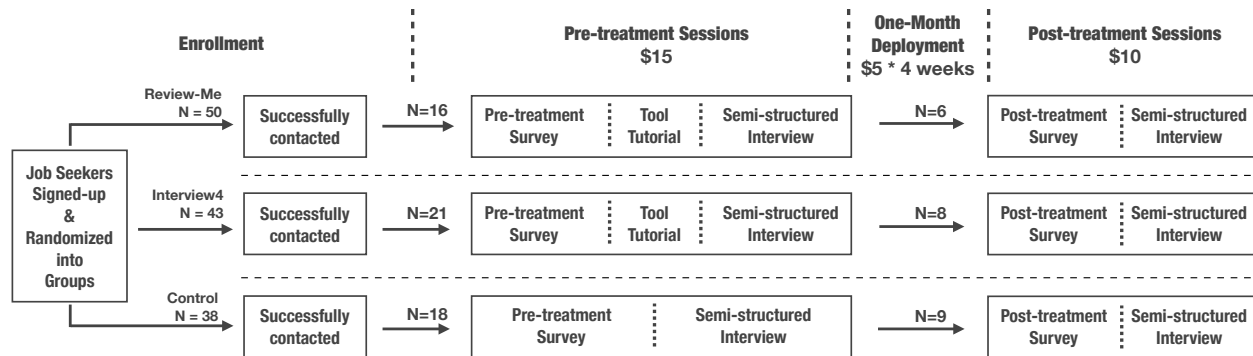 Enrollment
Pre-treatment Sessions
$15
One-Month
Deployment
$5 * 4 weeks
Post-treatment Sessions
$10
Job Seekers
Signed-up
&
Randomized
into
Groups
Review-Me
N = 50
Successfully
contacted
N=16
Pre-treatment
Survey
Tool
Tutorial
Semi-structured
Interview
N=6
Post-treatment
Survey
Semi-structured
Interview
Interview4
N = 43
Successfully
contacted
N=21
Pre-treatment
Survey
Tool
Tutorial
Semi-structured
Interview
N=8
Post-treatment
Survey
Semi-structured
Interview
Control
N = 38
Successfully
contacted
N=18
Pre-treatment
Survey
Semi-structured
Interview
N=9
Post-treatment
Survey
Semi-structured
Interview